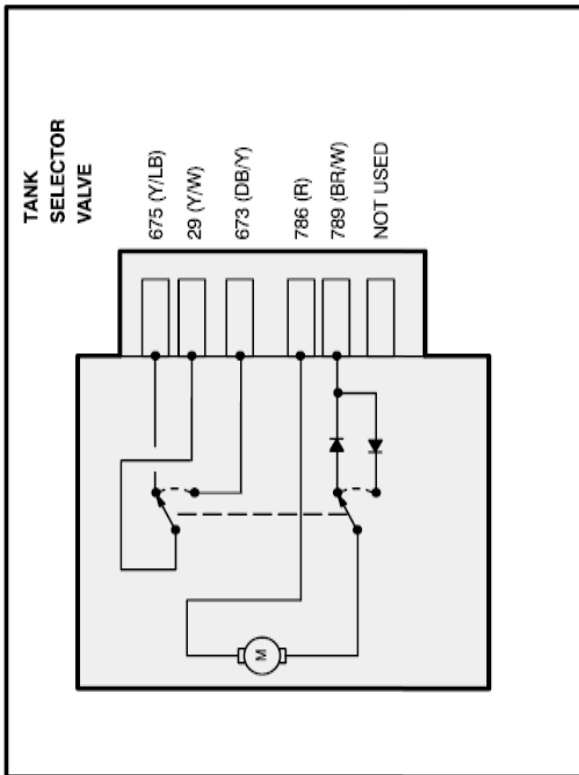 TANK
SELECTOR
VALVE
675 (Y/LB)
29 (Y/W)
673 (DB/Y)
786 (R)
789 (BR/W)
NOT USED
M